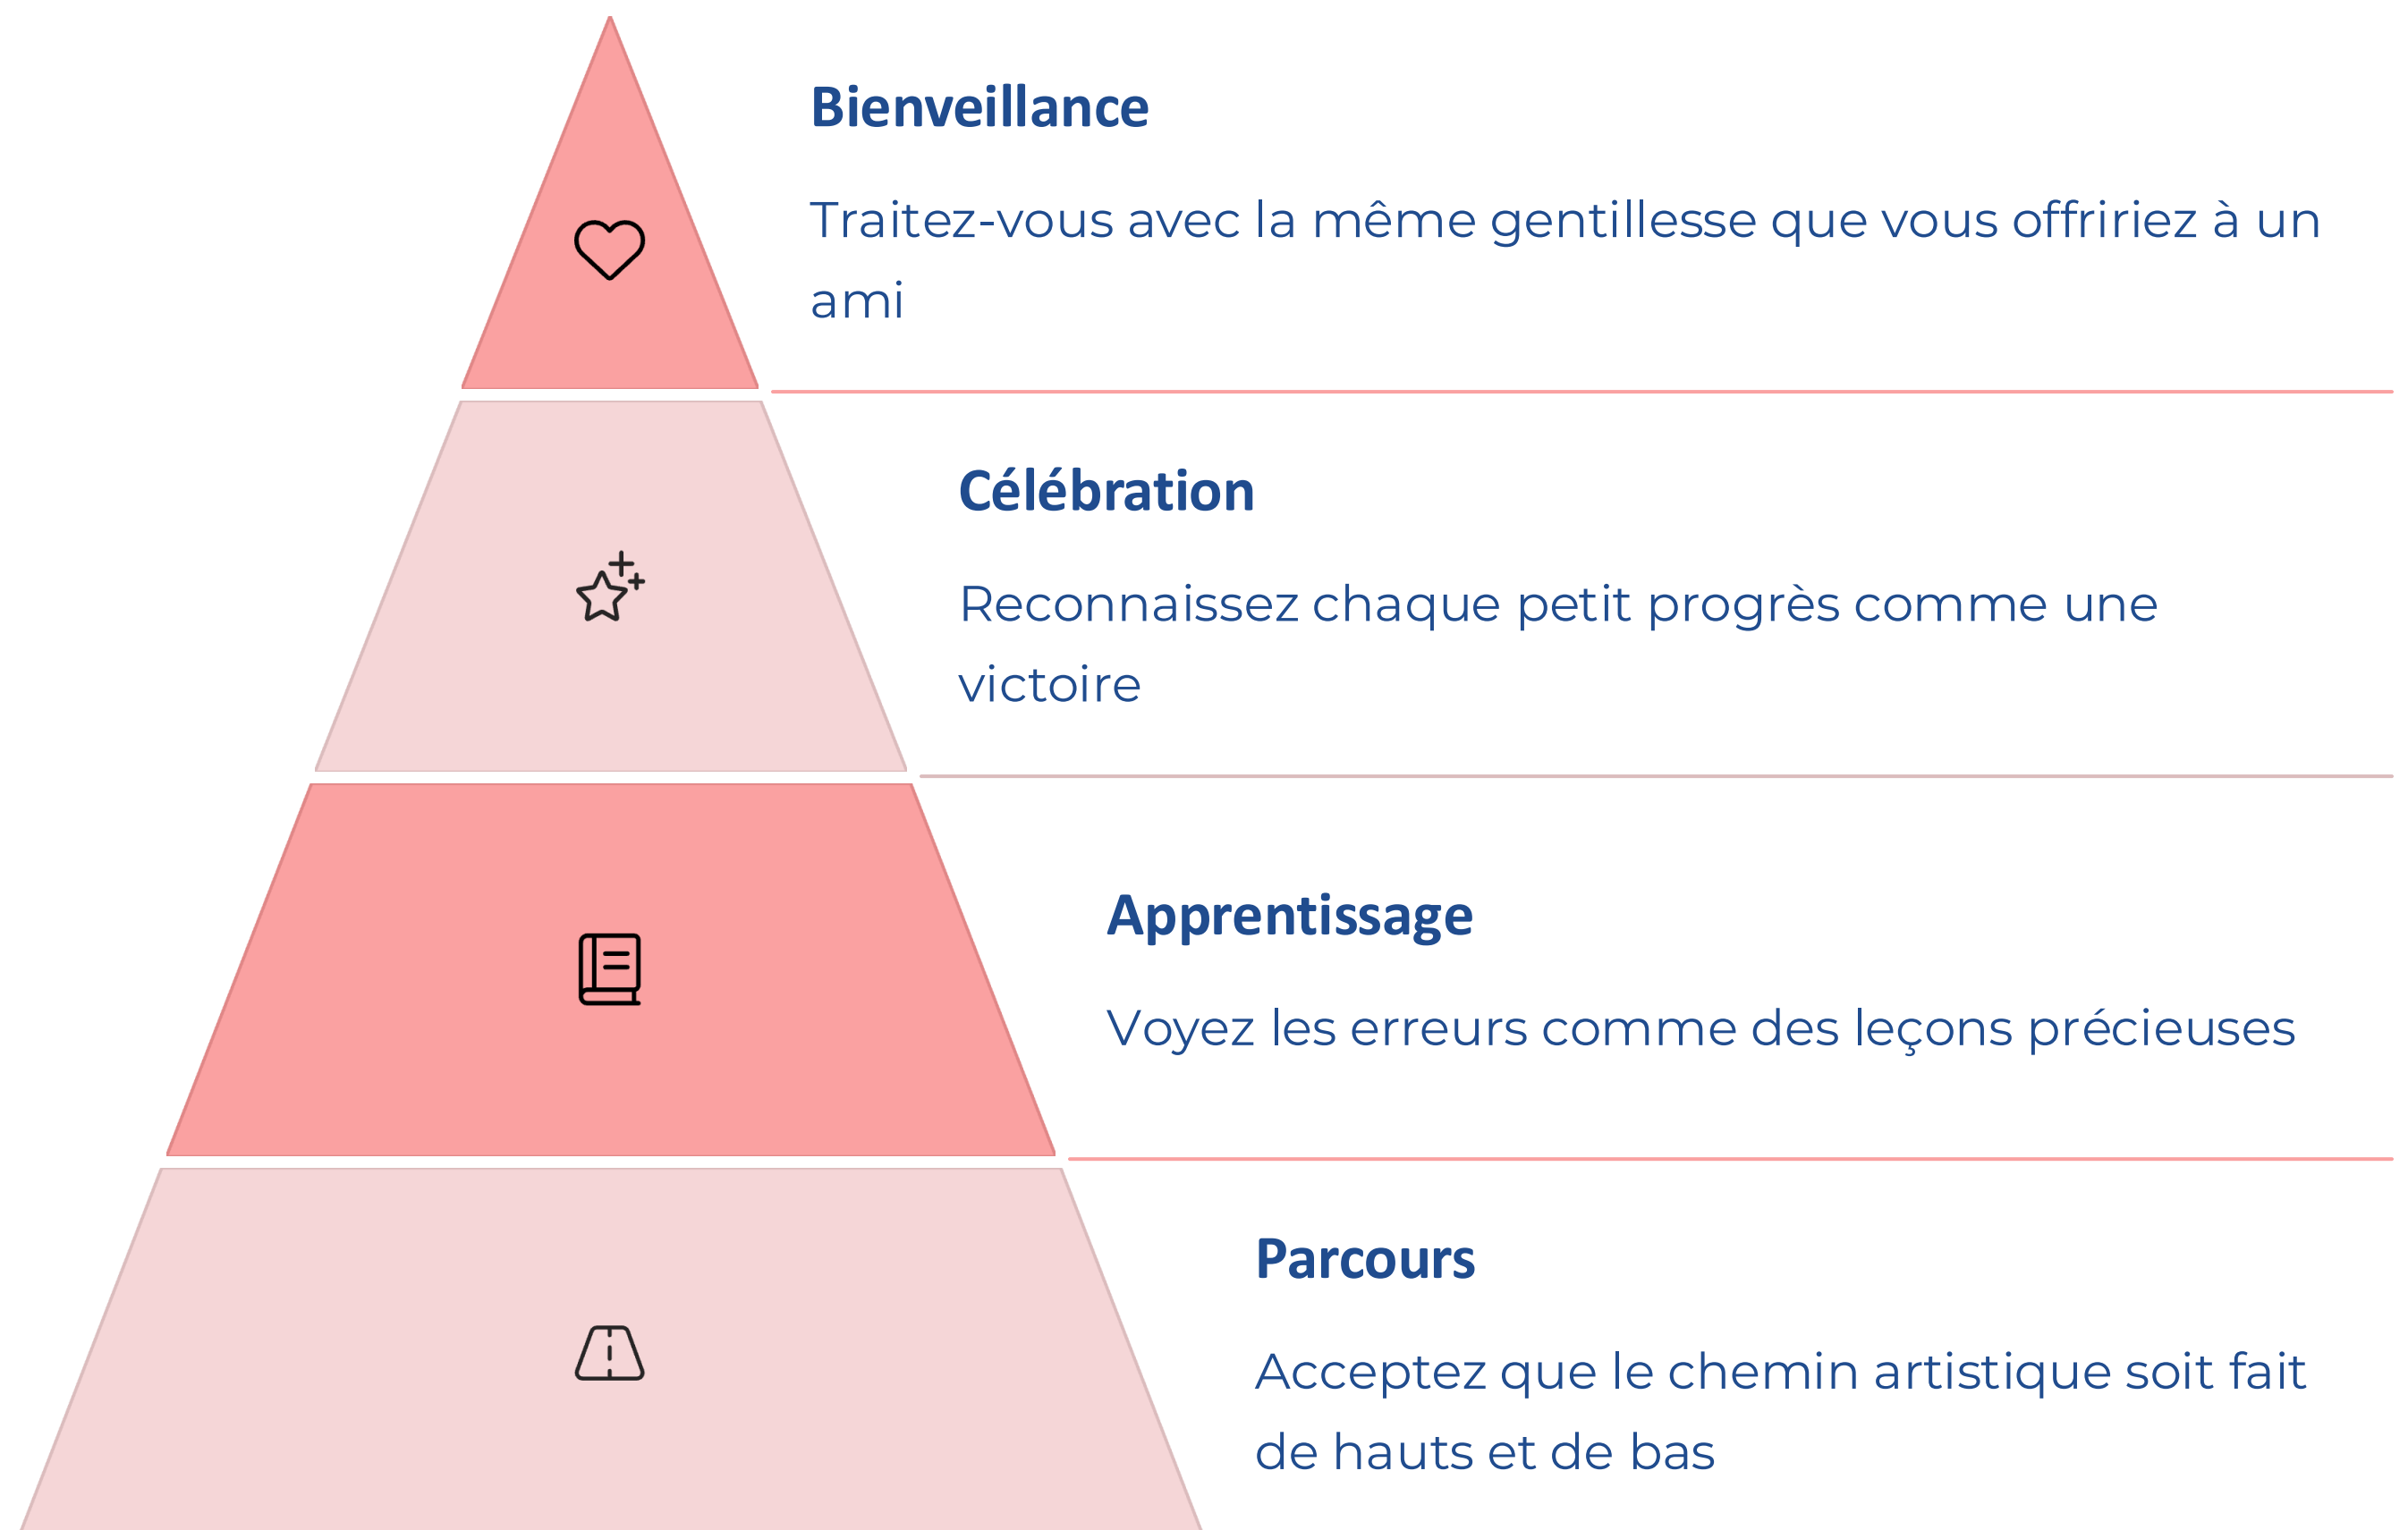 Bienveillance
Traitez-vous avec la même gentillesse que vous offririez à un
ami
Célébration
Reconnaissez chaque petit progrès comme une
victoire
Apprentissage
Voyez les erreurs comme des leçons précieuses
Parcours
Acceptez que le chemin artistique soit fait
de hauts et de bas